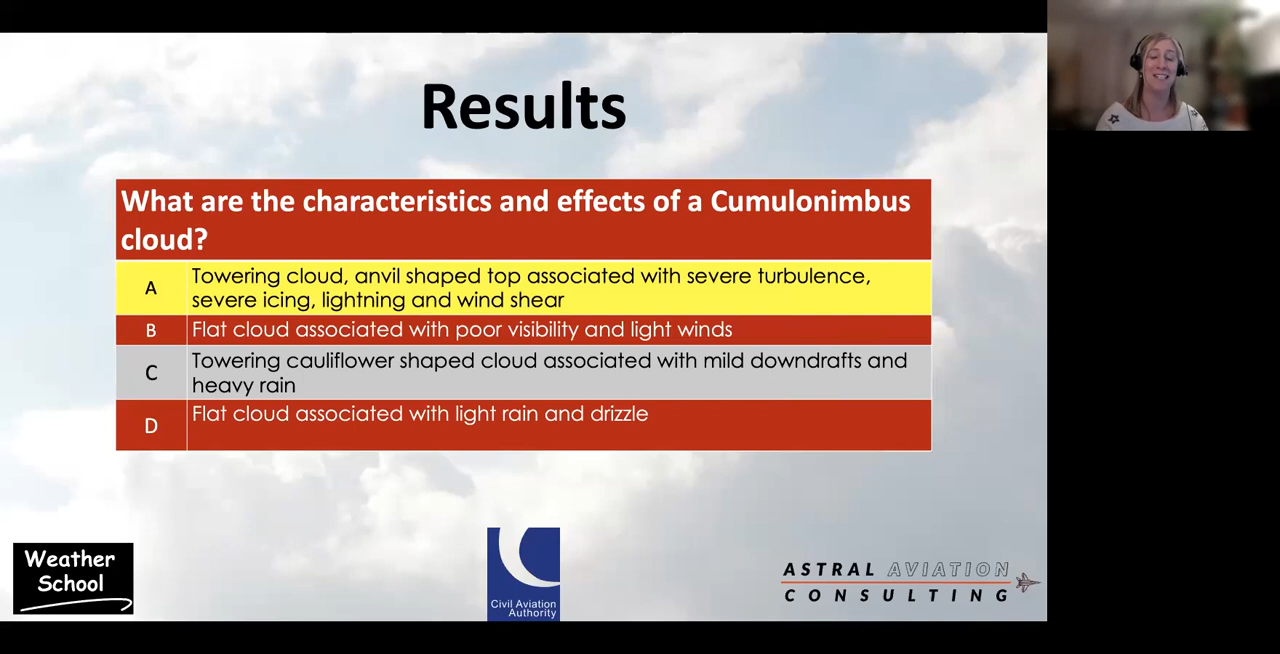 Results
What are the characteristics and effects of a Cumulonimbus
cloud?
A
Towering cloud, anvil shaped top associated with severe turbulence,
severe icing, lightning and wind shear
B
Flat cloud associated with poor visibility and light winds
C
Towering cauliflower shaped cloud associated with mild downdrafts and
heavy rain
D
Flat cloud associated with light rain and drizzle
Weather
School
Civil Aviation
Authority
ASTRAL AVIATION
CONSULTING